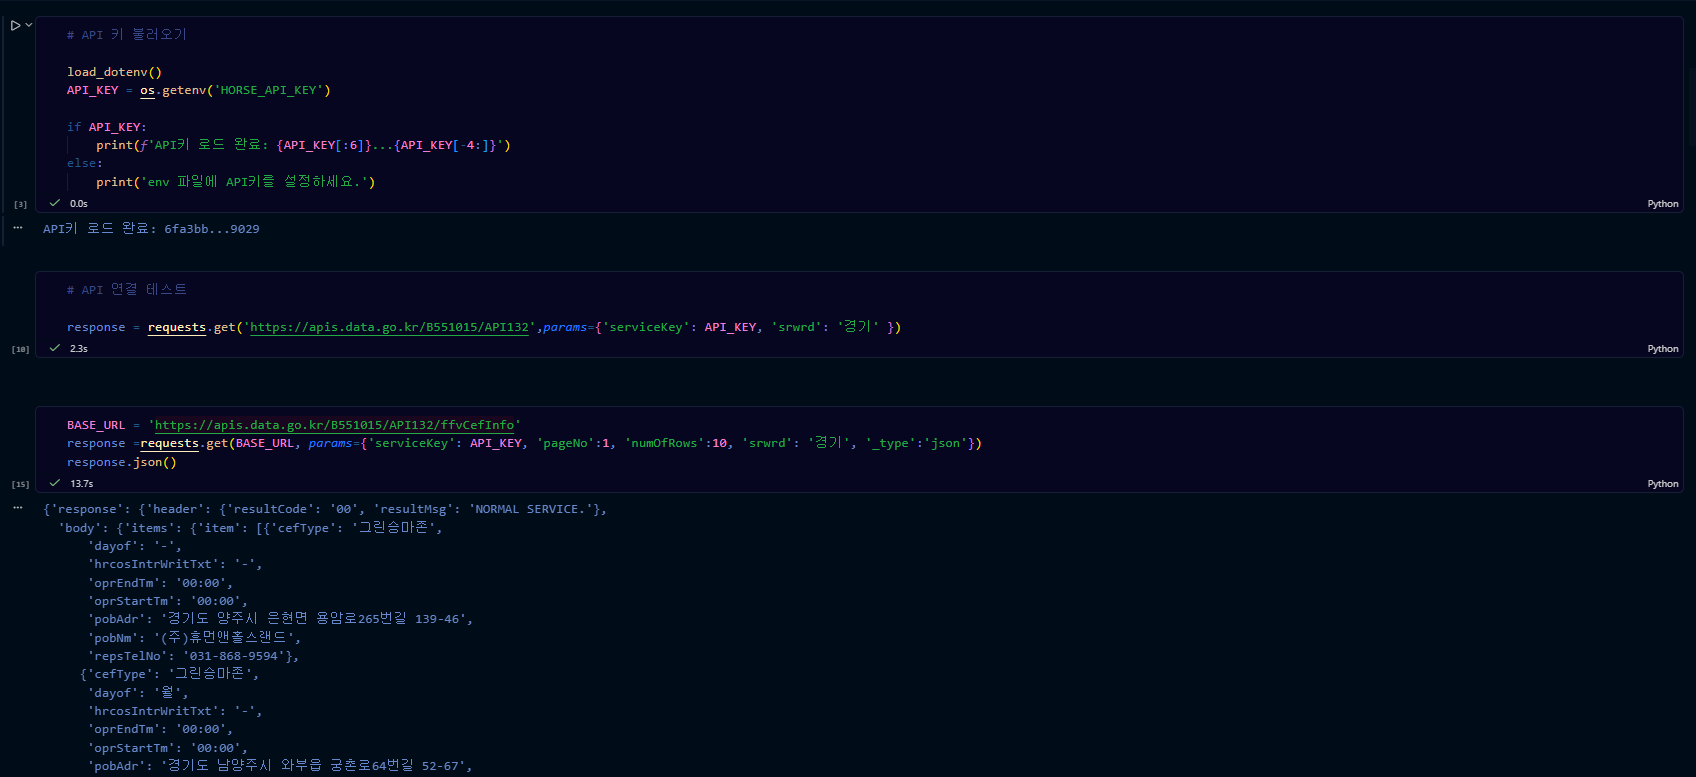 # API 키 불러오기
load_dotenv()
API_KEY = os.getenv('HORSE_API_KEY')
if API_KEY:
print(f'API키 로드 완료: {API_KEY[:6]}...{API_KEY[-4:]}')
else:
print('env 파일에 API키를 설정하세요.')
[3]
0.0s
Python
API키 로드 완료: 6fa3bb...9029
# API 연결 테스트
response = requests.get('https://apis.data.go.kr/B551015/API132',params={'serviceKey': API_KEY, 'srwrd': '경기' })
[10]
2.3s
Python
BASE_URL = 'https://apis.data.go.kr/B551015/API132/ffvCefInfo'
response =requests.get(BASE_URL, params={'serviceKey': API_KEY, 'pageNo':1, 'numOfRows':10, 'srwrd': '경기', '_type':'json'})
response.json()
[15]
13.7s
Python
{'response': {'header': {'resultCode': '00', 'resultMsg': 'NORMAL SERVICE.'},
'body': {'items': {'item': [{'cefType': '그린승마존',
'dayof': '-',
'hrcosIntrWritTxt': '-',
'oprEndTm': '00:00',
'oprStartTm': '00:00',
'pobAdr': '경기도 양주시 은현면 용암로265번길 139-46',
'pobNm': '(주)휴먼앤홀스랜드',
'repsTelNo': '031-868-9594'},
{'cefType': '그린승마존',
'dayof': '월',
'hrcosIntrWritTxt': '-',
'oprEndTm': '00:00',
'oprStartTm': '00:00',
'pobAdr': '경기도 남양주시 와부읍 궁촌로64번길 52-67',